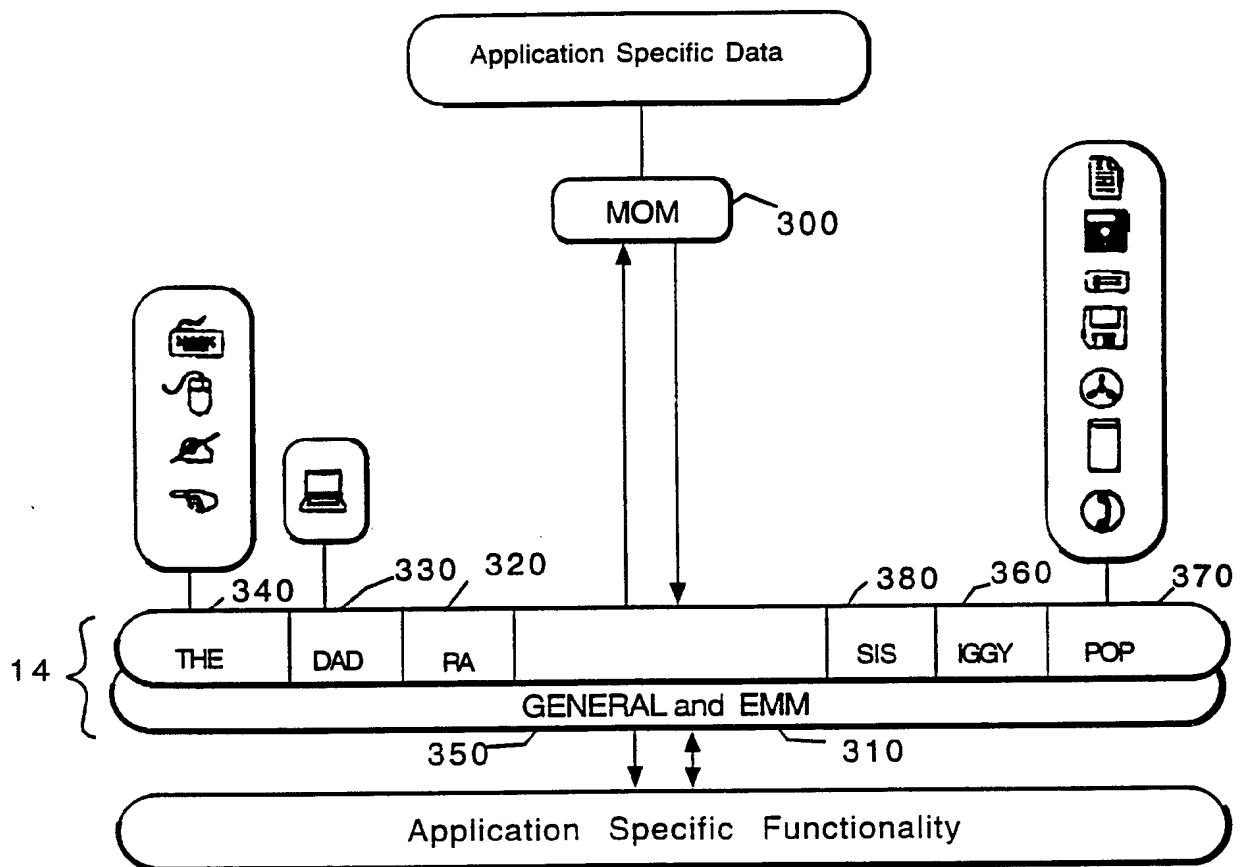 Application Specific Data
MOM
300
340
330
320
380
360
370
14
THE
DAD
RA
SIS
IGGY
POP
GENERAL and EMM
350
310
Application Specific Functionality